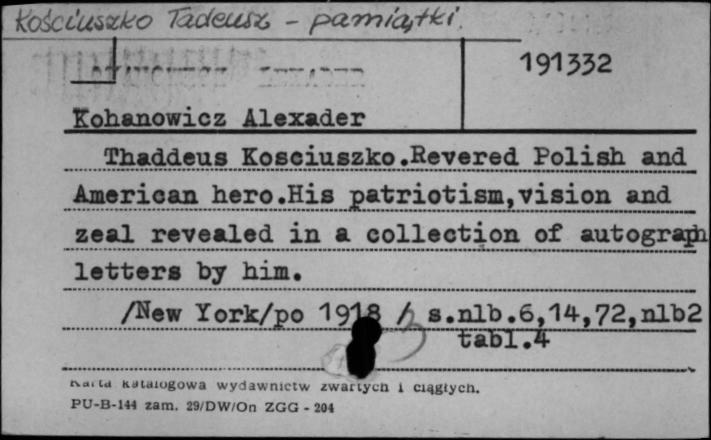 Kościuszko Tadeusz - pamiątki.
191332
Kohanowicz Alexader
Thaddeus Kosciuszko.Revered Polish and
American hero.His patriotism,vision and
zeal revealed in a collection of autograph
letters by him.
/New York/po 1918 s.nlb.6,14,72,nlb2
tabl.4
Karta katalogowa wydawnictw zwartych i ciągłych.
PU-B-144 zam. 29/DW/On ZGG - 204